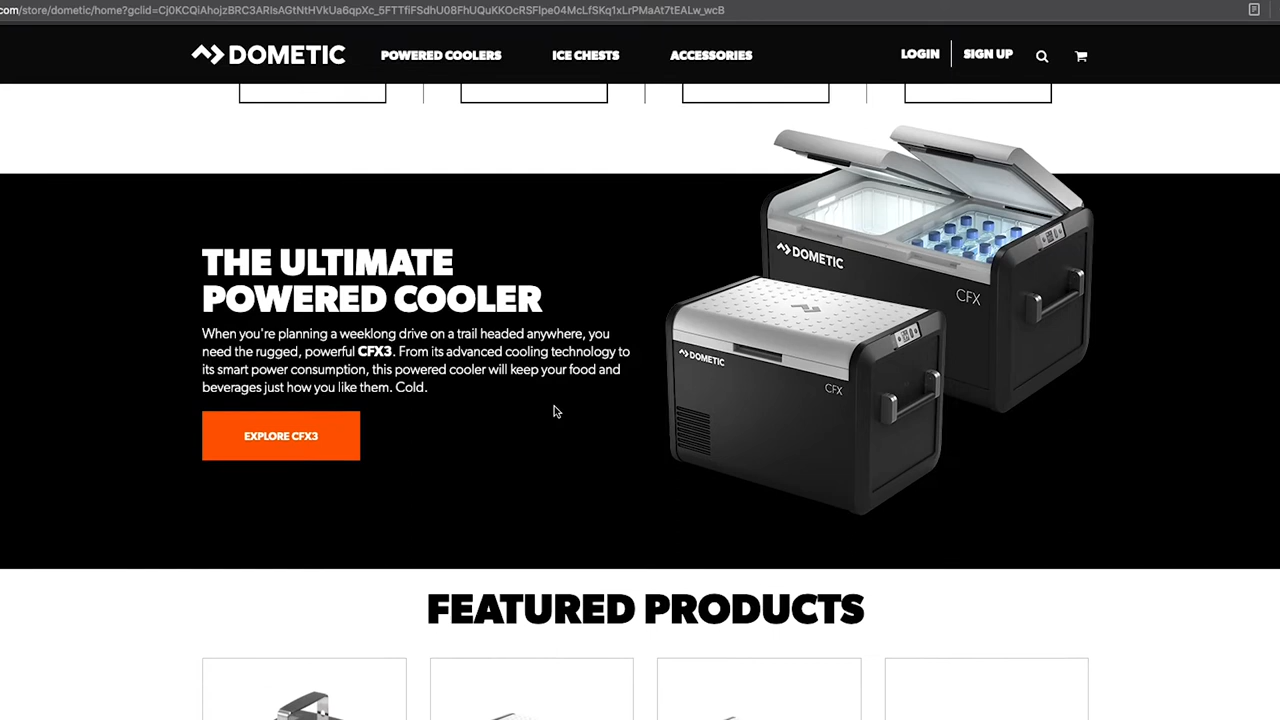 com/store/dometic/home?gclid=Cj0KCQiAhojzBRC3ARIsAGtNtHVkUa6qpXc_5FTTfiFSdhU08FhUQuKKOcRSFlpe04McLfSKq1xLrPMaAt7tEALw_wcB
DOMETIC
POWERED COOLERS
ICE CHESTS
ACCESSORIES
LOGIN
SIGN UP
THE ULTIMATE
POWERED COOLER
When you're planning a weeklong drive on a trail headed anywhere, you
need the rugged, powerful CFX3. From its advanced cooling technology to
its smart power consumption, this powered cooler will keep your food and
beverages just how you like them. Cold.
EXPLORE CFX3
DOMETIC
CFX
DOMETIC
CFX
FEATURED PRODUCTS